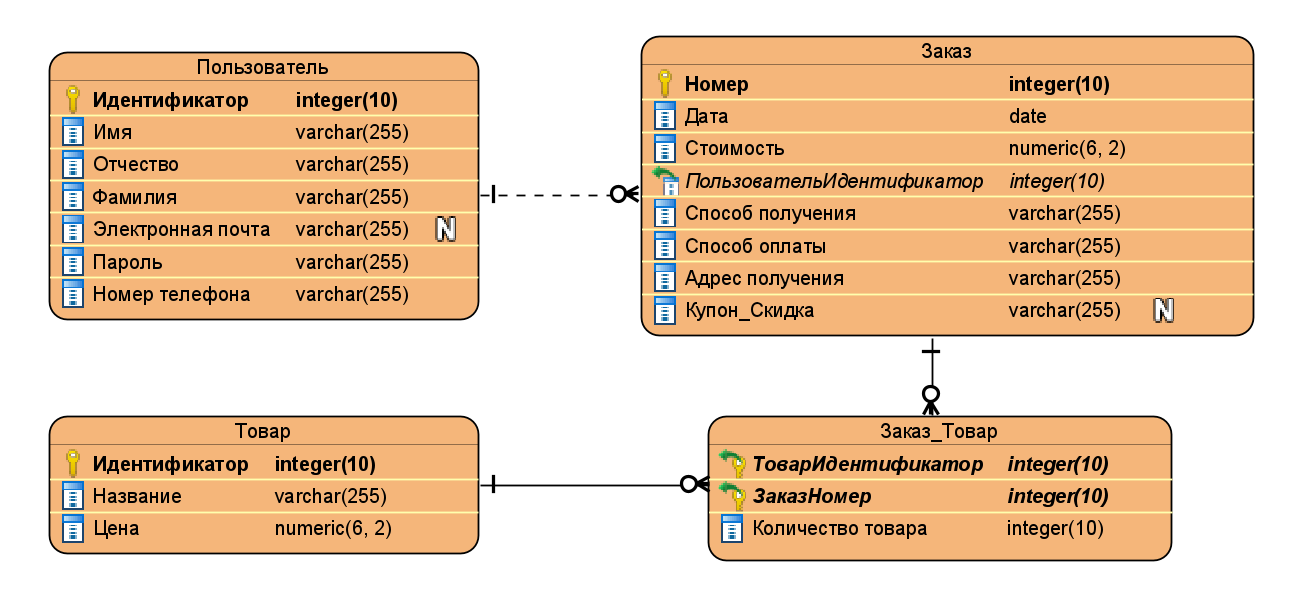 Пользователь
Идентификатор integer(10)
Имя varchar(255)
Отчество varchar(255)
Фамилия varchar(255)
Электронная почта varchar(255) N
Пароль varchar(255)
Номер телефона varchar(255)
Заказ
Номер integer(10)
Дата date
Стоимость numeric(6, 2)
ПользовательИдентификатор integer(10)
Способ получения varchar(255)
Способ оплаты varchar(255)
Адрес получения varchar(255)
Купон_Скидка varchar(255) N
Товар
Идентификатор integer(10)
Название varchar(255)
Цена numeric(6, 2)
Заказ_Товар
ТоварИдентификатор integer(10)
ЗаказНомер integer(10)
Количество товара integer(10)